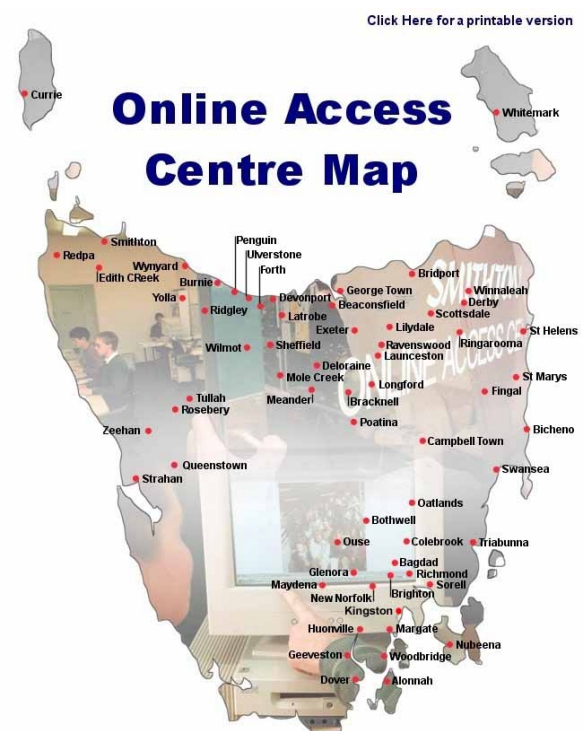 Click Here for a printable version
Online Access
Centre Map
Currie
Whitemark
Smithton
Redpa
Edith CReek
Wynyard
Burnie
Penguin
Ulverstone
Forth
Yolla
Ridgley
Devonport
Latrobe
George Town
Beaconsfield
Bridport
SMITHTON
Winnaleah
Derby
Scottsdale
Exeter
Lilydale
St Helens
Ringarooma
ONLINE ACCESS CE
Wilmot
Sheffield
Ravenswood
Launceston
Deloraine
Mole Creek
Longford
St Marys
Fingal
Meander
Bracknell
Tullah
Rosebery
Poatina
Zeehan
Campbell Town
Bicheno
Queenstown
Strahan
Swansea
Oatlands
Bothwell
Ouse
Colebrook
Triabunna
Bagdad
Glenora
Richmond
Maydena
Sorell
New Norfolk
Brighton
Kingston
Huonville
Margate
Nubeena
Geeveston
Woodbridge
Dover
Alonnah